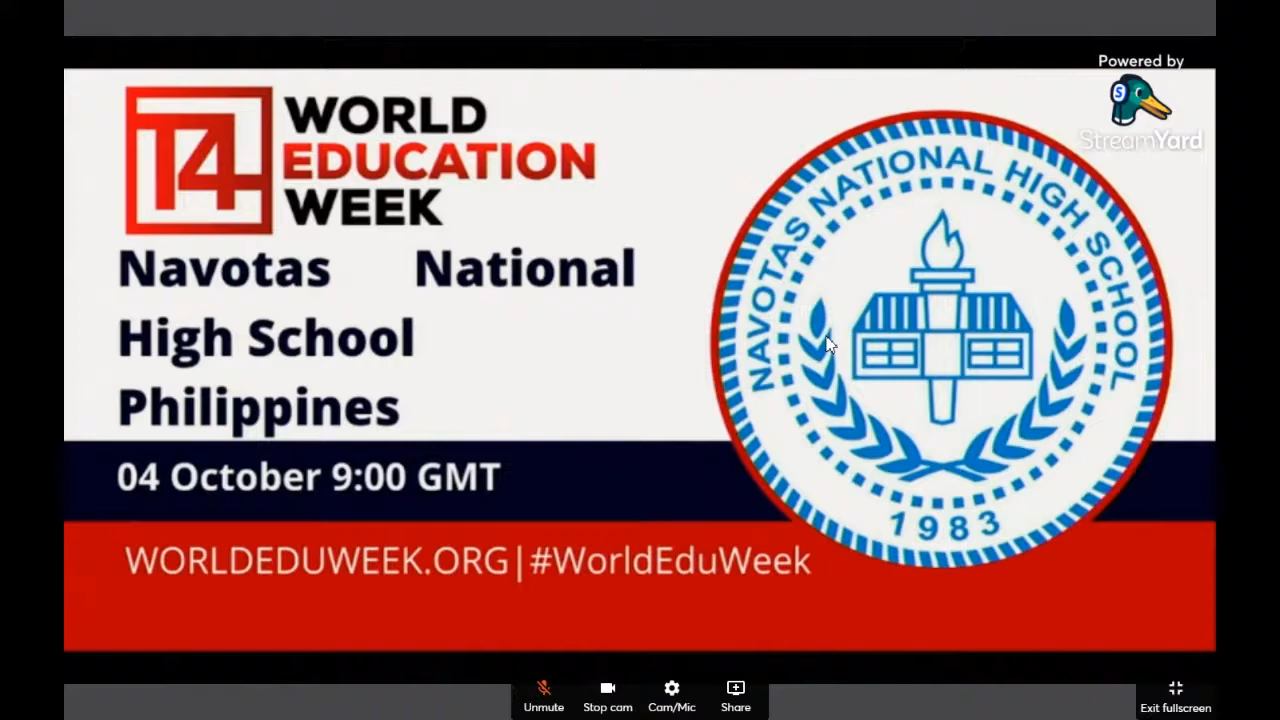 Powered by
StreamYard
T4
WORLD
EDUCATION
WEEK
Navotas National
High School
Philippines
04 October 9:00 GMT
WORLDEDUWEEK.ORG|#WorldEduWeek
NAVOTAS NATIONAL HIGH SCHOOL
1983
S
Unmute
Stop cam
Cam/Mic
Share
Exit fullscreen